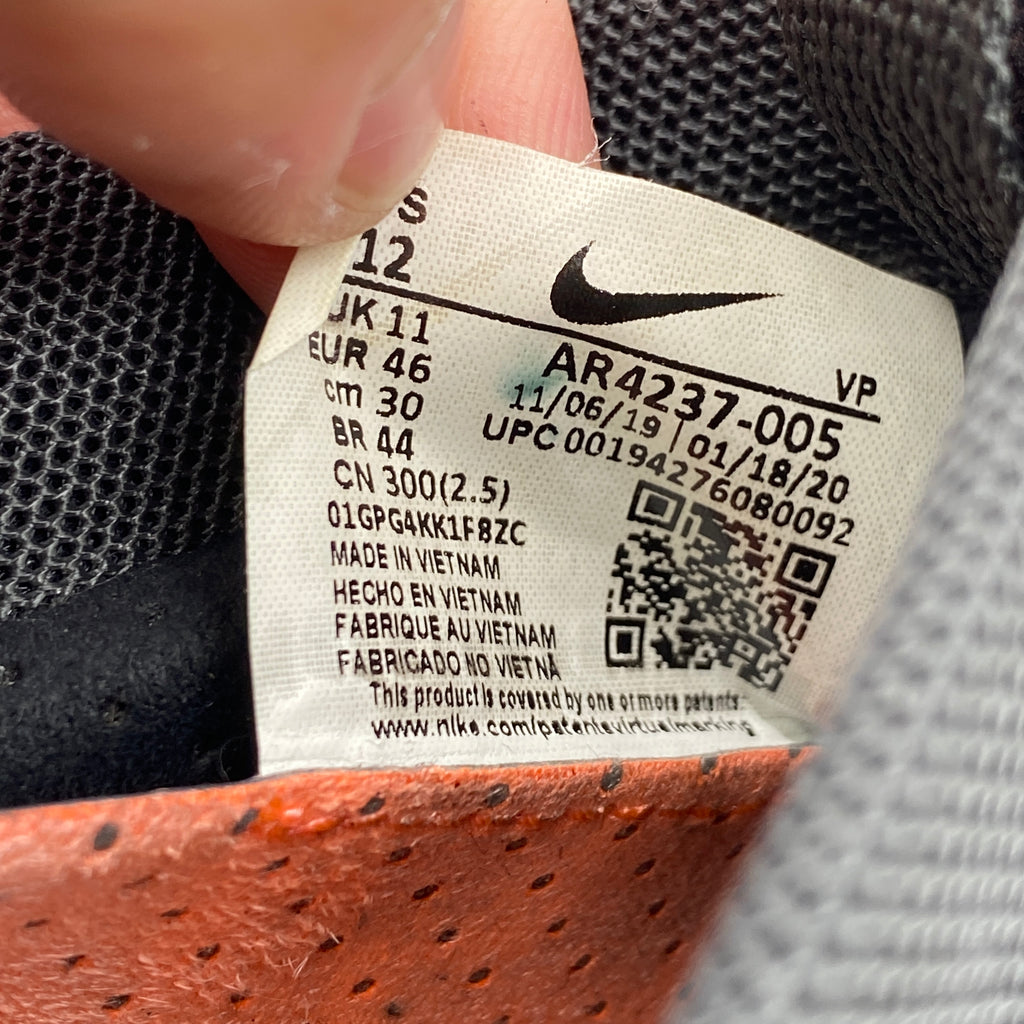 S
12
VP
UK 11
EUR 46
cm 30
BR 44
CN 300(2.5)
AR4237-005
11/06/19 | 01/18/20
UPC 00194276080092
01GPG4KK1F8ZC
MADE IN VIETNAM
HECHO EN VIETNAM
FABRIQUE AU VIETNAM
FABRICADO NO VIETNÃ
This product is covered by one or more patents:
www.nike.com/patentsvirtualmarking